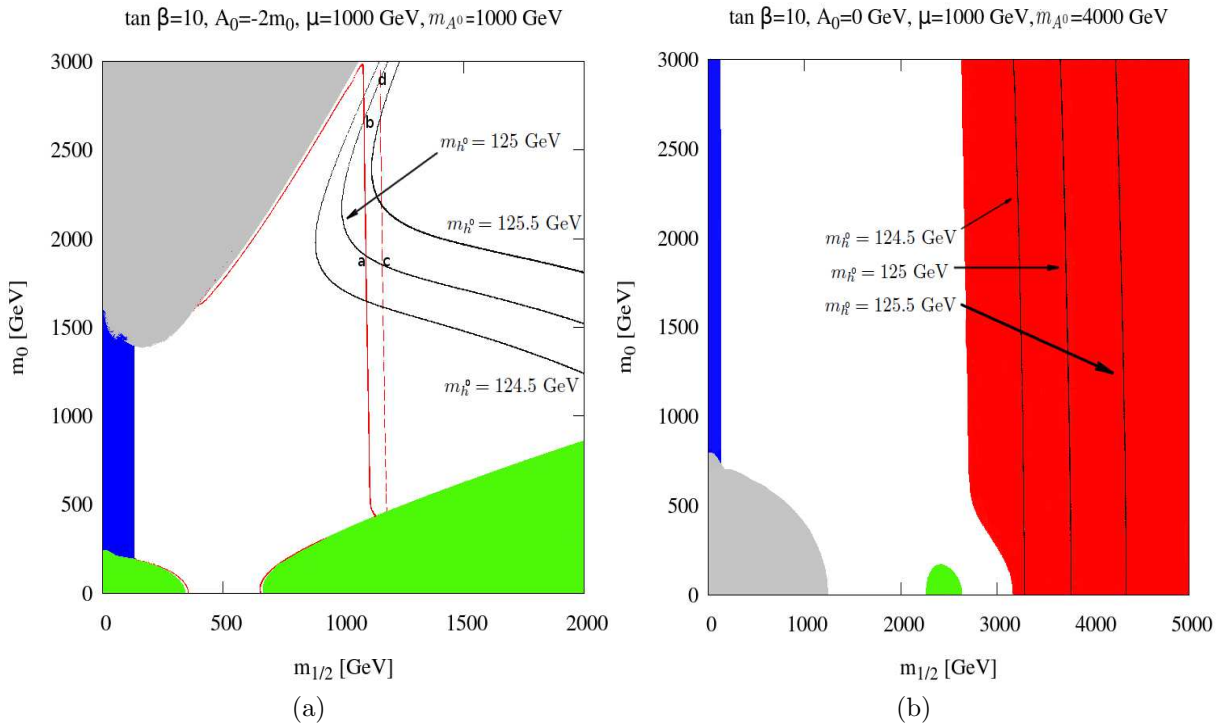 tan β=10, A₀=-2m₀, μ=1000 GeV, m_{A⁰}=1000 GeV
3000
2500
2000
1500
1000
500
0
m₀ [GeV]
d
b
a
c
m_{h⁰} = 125 GeV
m_{h⁰} = 125.5 GeV
m_{h⁰} = 124.5 GeV
0
500
1000
1500
2000
m_{1/2} [GeV]
(a)
tan β=10, A₀=0 GeV, μ=1000 GeV, m_{A⁰}=4000 GeV
3000
2500
2000
1500
1000
500
0
m₀ [GeV]
m_{h⁰} = 124.5 GeV
m_{h⁰} = 125 GeV
m_{h⁰} = 125.5 GeV
0
1000
2000
3000
4000
5000
m_{1/2} [GeV]
(b)